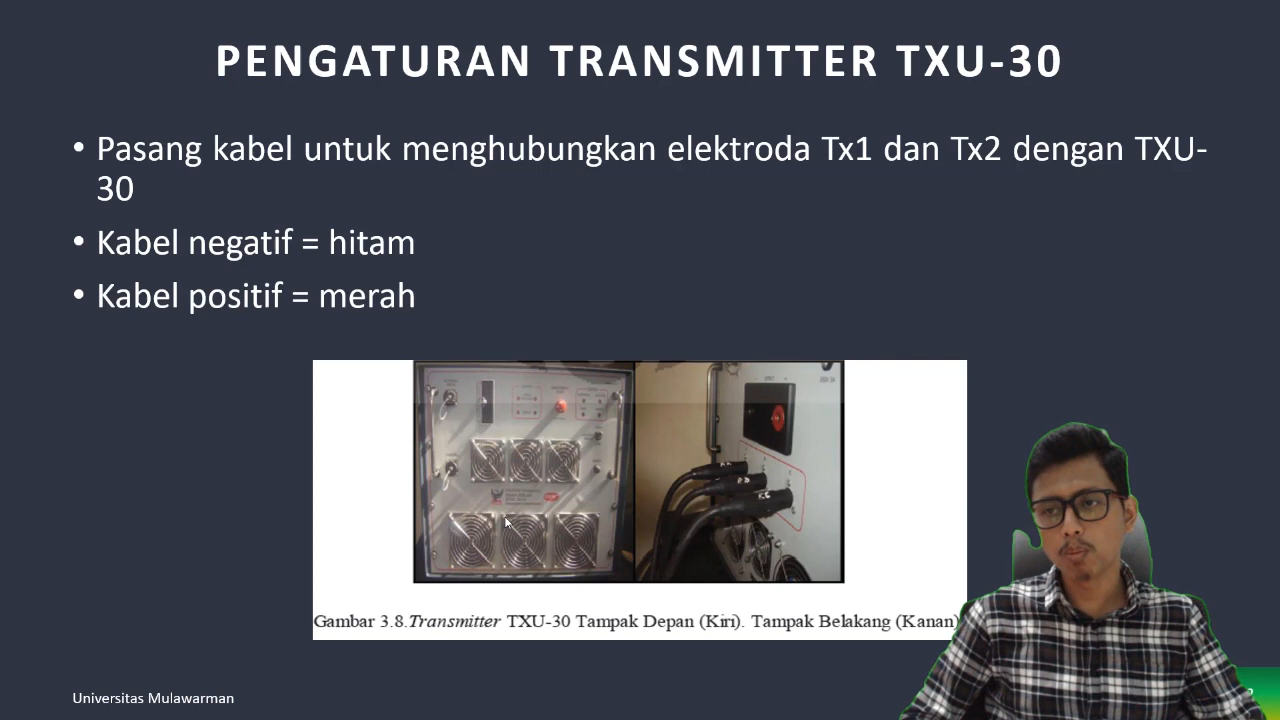 PENGATURAN TRANSMITTER TXU-30
• Pasang kabel untuk menghubungkan elektroda Tx1 dan Tx2 dengan TXU-
30
• Kabel negatif = hitam
• Kabel positif = merah
Gambar 3.8.Transmitter TXU-30 Tampak Depan (Kiri). Tampak Belakang (Kanan)
Universitas Mulawarman